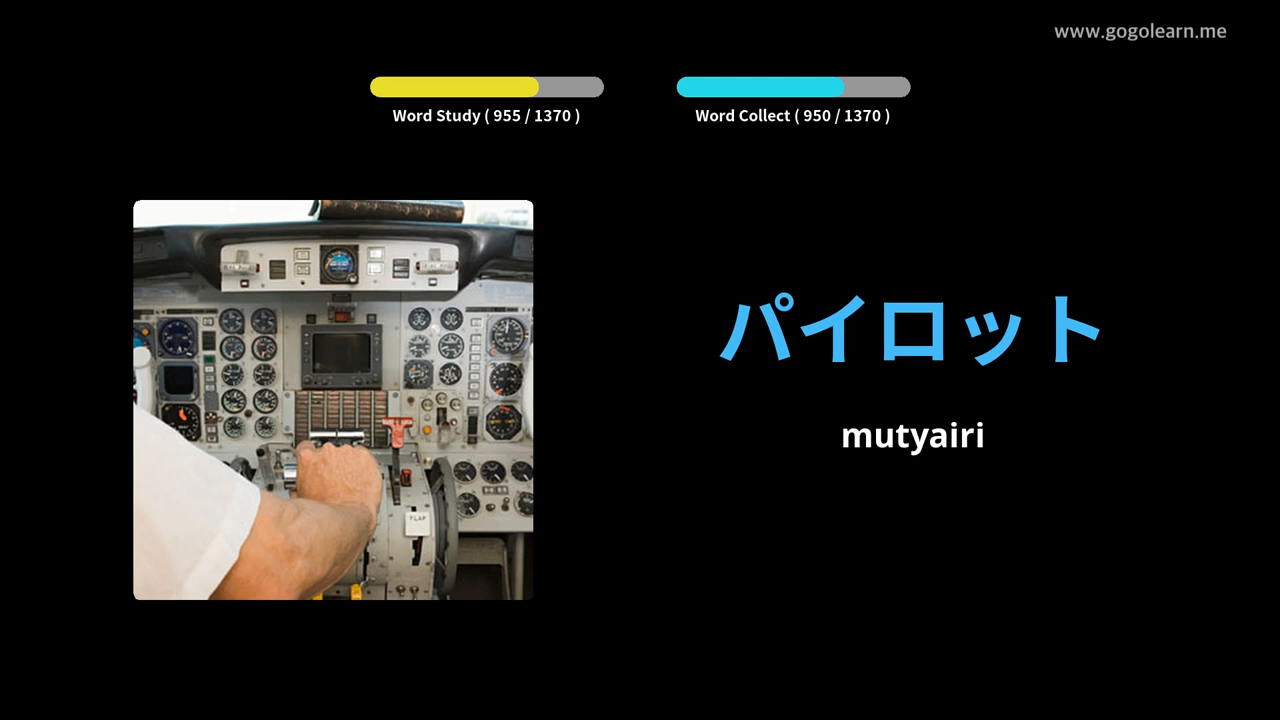 www.gogolearn.me
Word Study ( 955 / 1370 )
Word Collect ( 950 / 1370 )
パイロット
mutyairi
FLAP